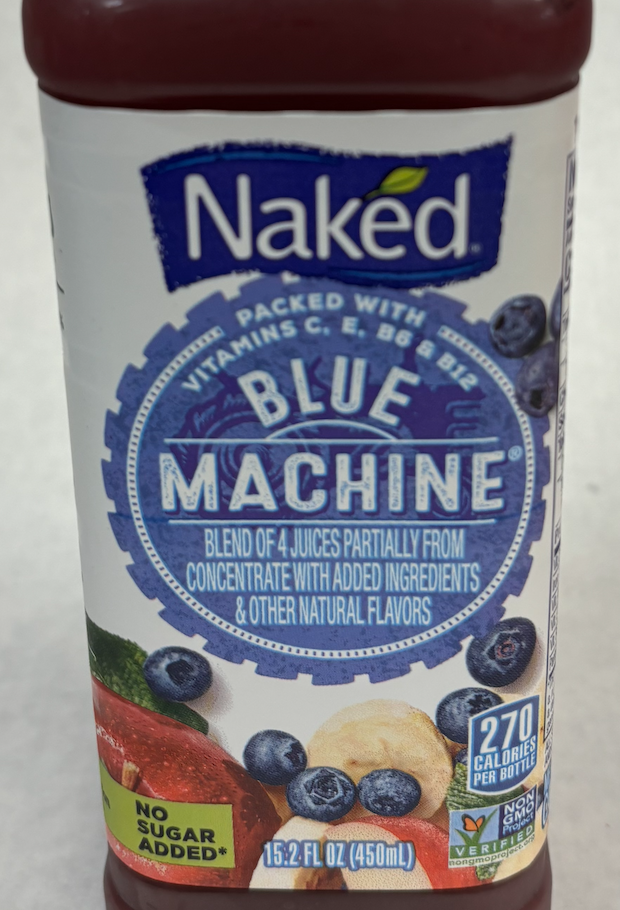 Naked
PACKED WITH
VITAMINS C, E, B6 & B12
BLUE
MACHINE®
BLEND OF 4 JUICES PARTIALLY FROM
CONCENTRATE WITH ADDED INGREDIENTS
& OTHER NATURAL FLAVORS
270
CALORIES
PER BOTTLE
NO
SUGAR
ADDED*
15.2 FL OZ (450mL)
NON
GMO
Project
VERIFIED
nongmoproject.org